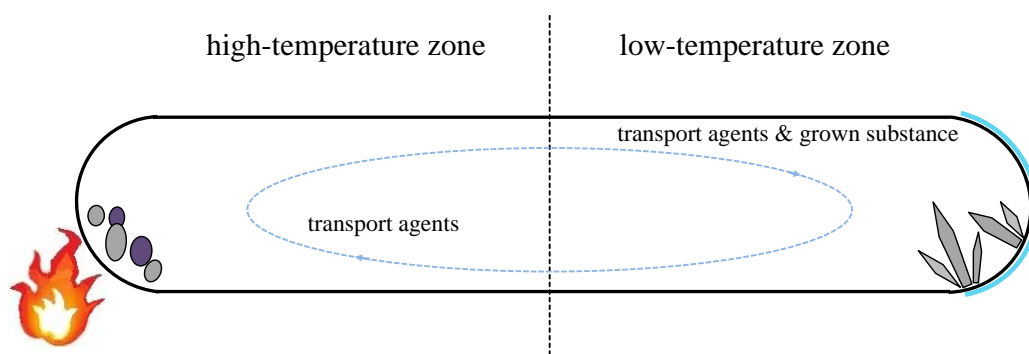 high-temperature zone
low-temperature zone
transport agents & grown substance
transport agents